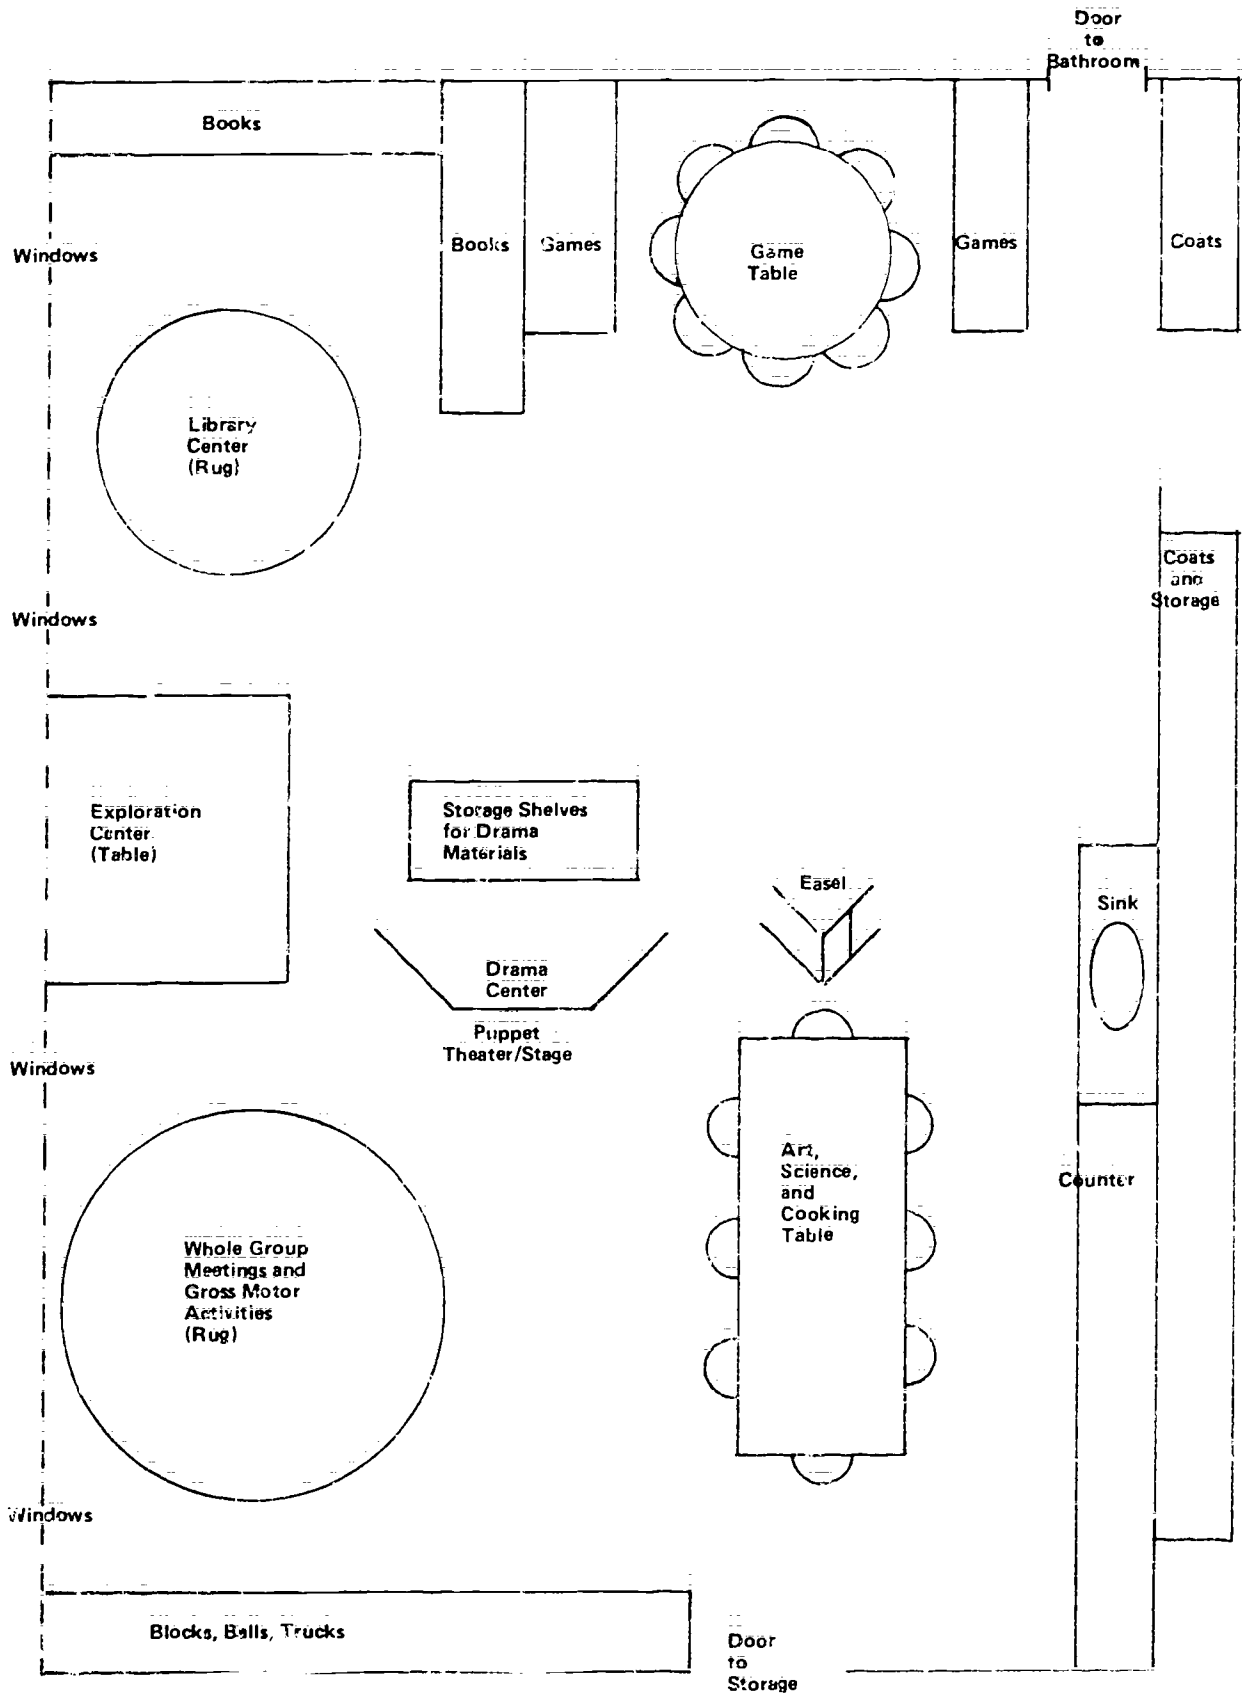 Door
to
Bathroom
Books
Windows
Books
Games
Game
Table
Games
Coats
Library
Center
(Rug)
Coats
and
Storage
Windows
Exploration
Center
(Table)
Storage Shelves
for Drama
Materials
Easel
Sink
Drama
Center
Puppet
Theater/Stage
Windows
Art,
Science,
and
Cooking
Table
Counter
Whole Group
Meetings and
Gross Motor
Activities
(Rug)
Windows
Blocks, Balls, Trucks
Door
to
Storage